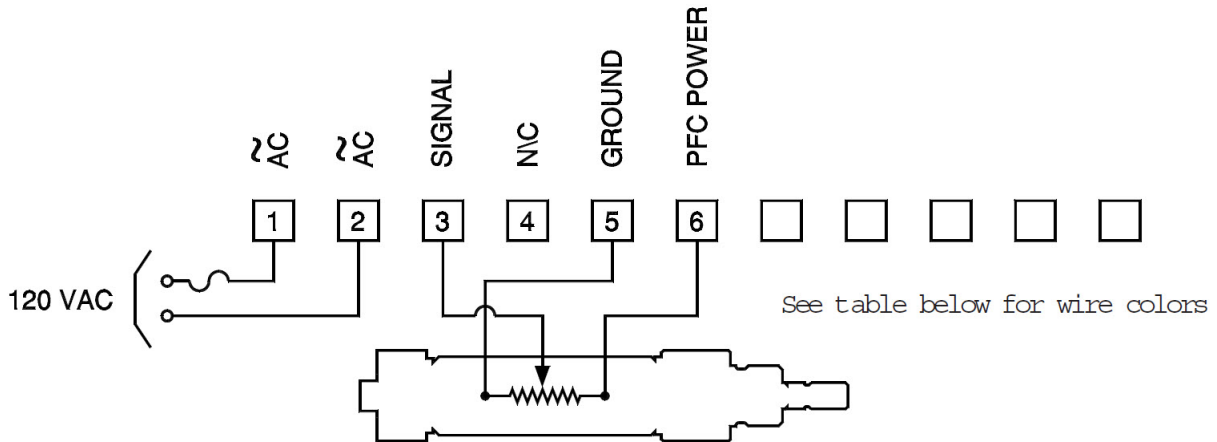 ~AC
~AC
SIGNAL
N\C
GROUND
PFC POWER
1
2
3
4
5
6
120 VAC
See table below for wire colors